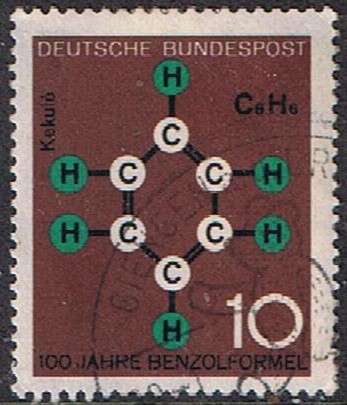 DEUTSCHE BUNDESPOST
H
C₆H₆
Kekulé
C
H C C H
H C C H
C
10
H
100 JAHRE BENZOLFORMEL